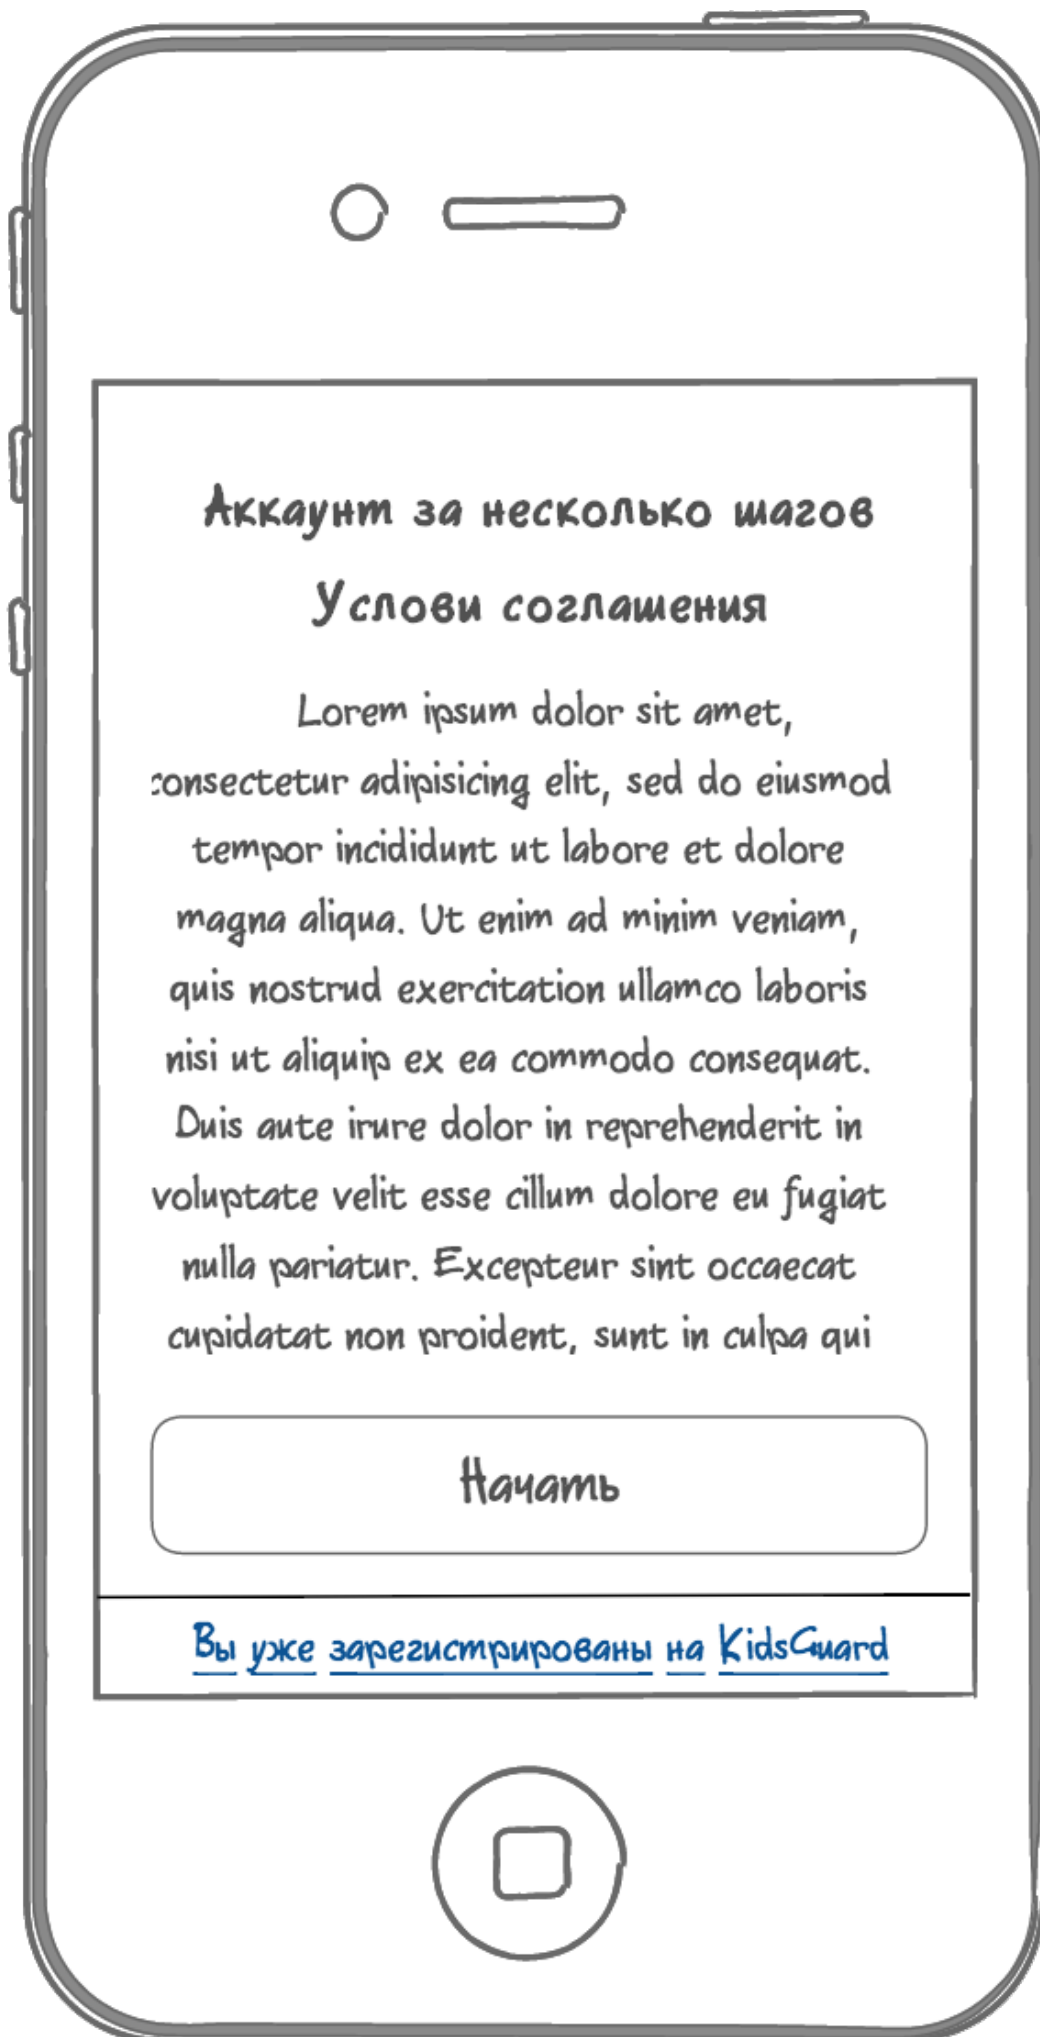 Аккаунт за несколько шагов
Услови соглашения
Lorem ipsum dolor sit amet,
consectetur adipisicing elit, sed do eiusmod
tempor incididunt ut labore et dolore
magna aliqua. Ut enim ad minim veniam,
quis nostrud exercitation ullamco laboris
nisi ut aliquip ex ea commodo consequat.
Duis aute irure dolor in reprehenderit in
voluptate velit esse cillum dolore eu fugiat
nulla pariatur. Excepteur sint occaecat
cupidatat non proident, sunt in culpa qui
Начать
Вы уже зарегистрированы на KidsGuard